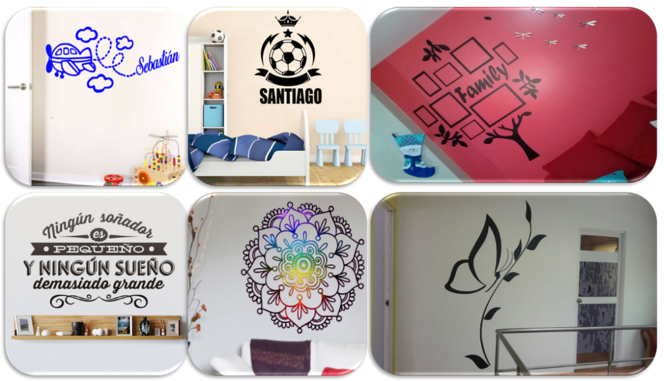 Sebastián
SANTIAGO
Family
Ningún soñador
es
PEQUEÑO
Y NINGÚN SUEÑO
demasiado grande